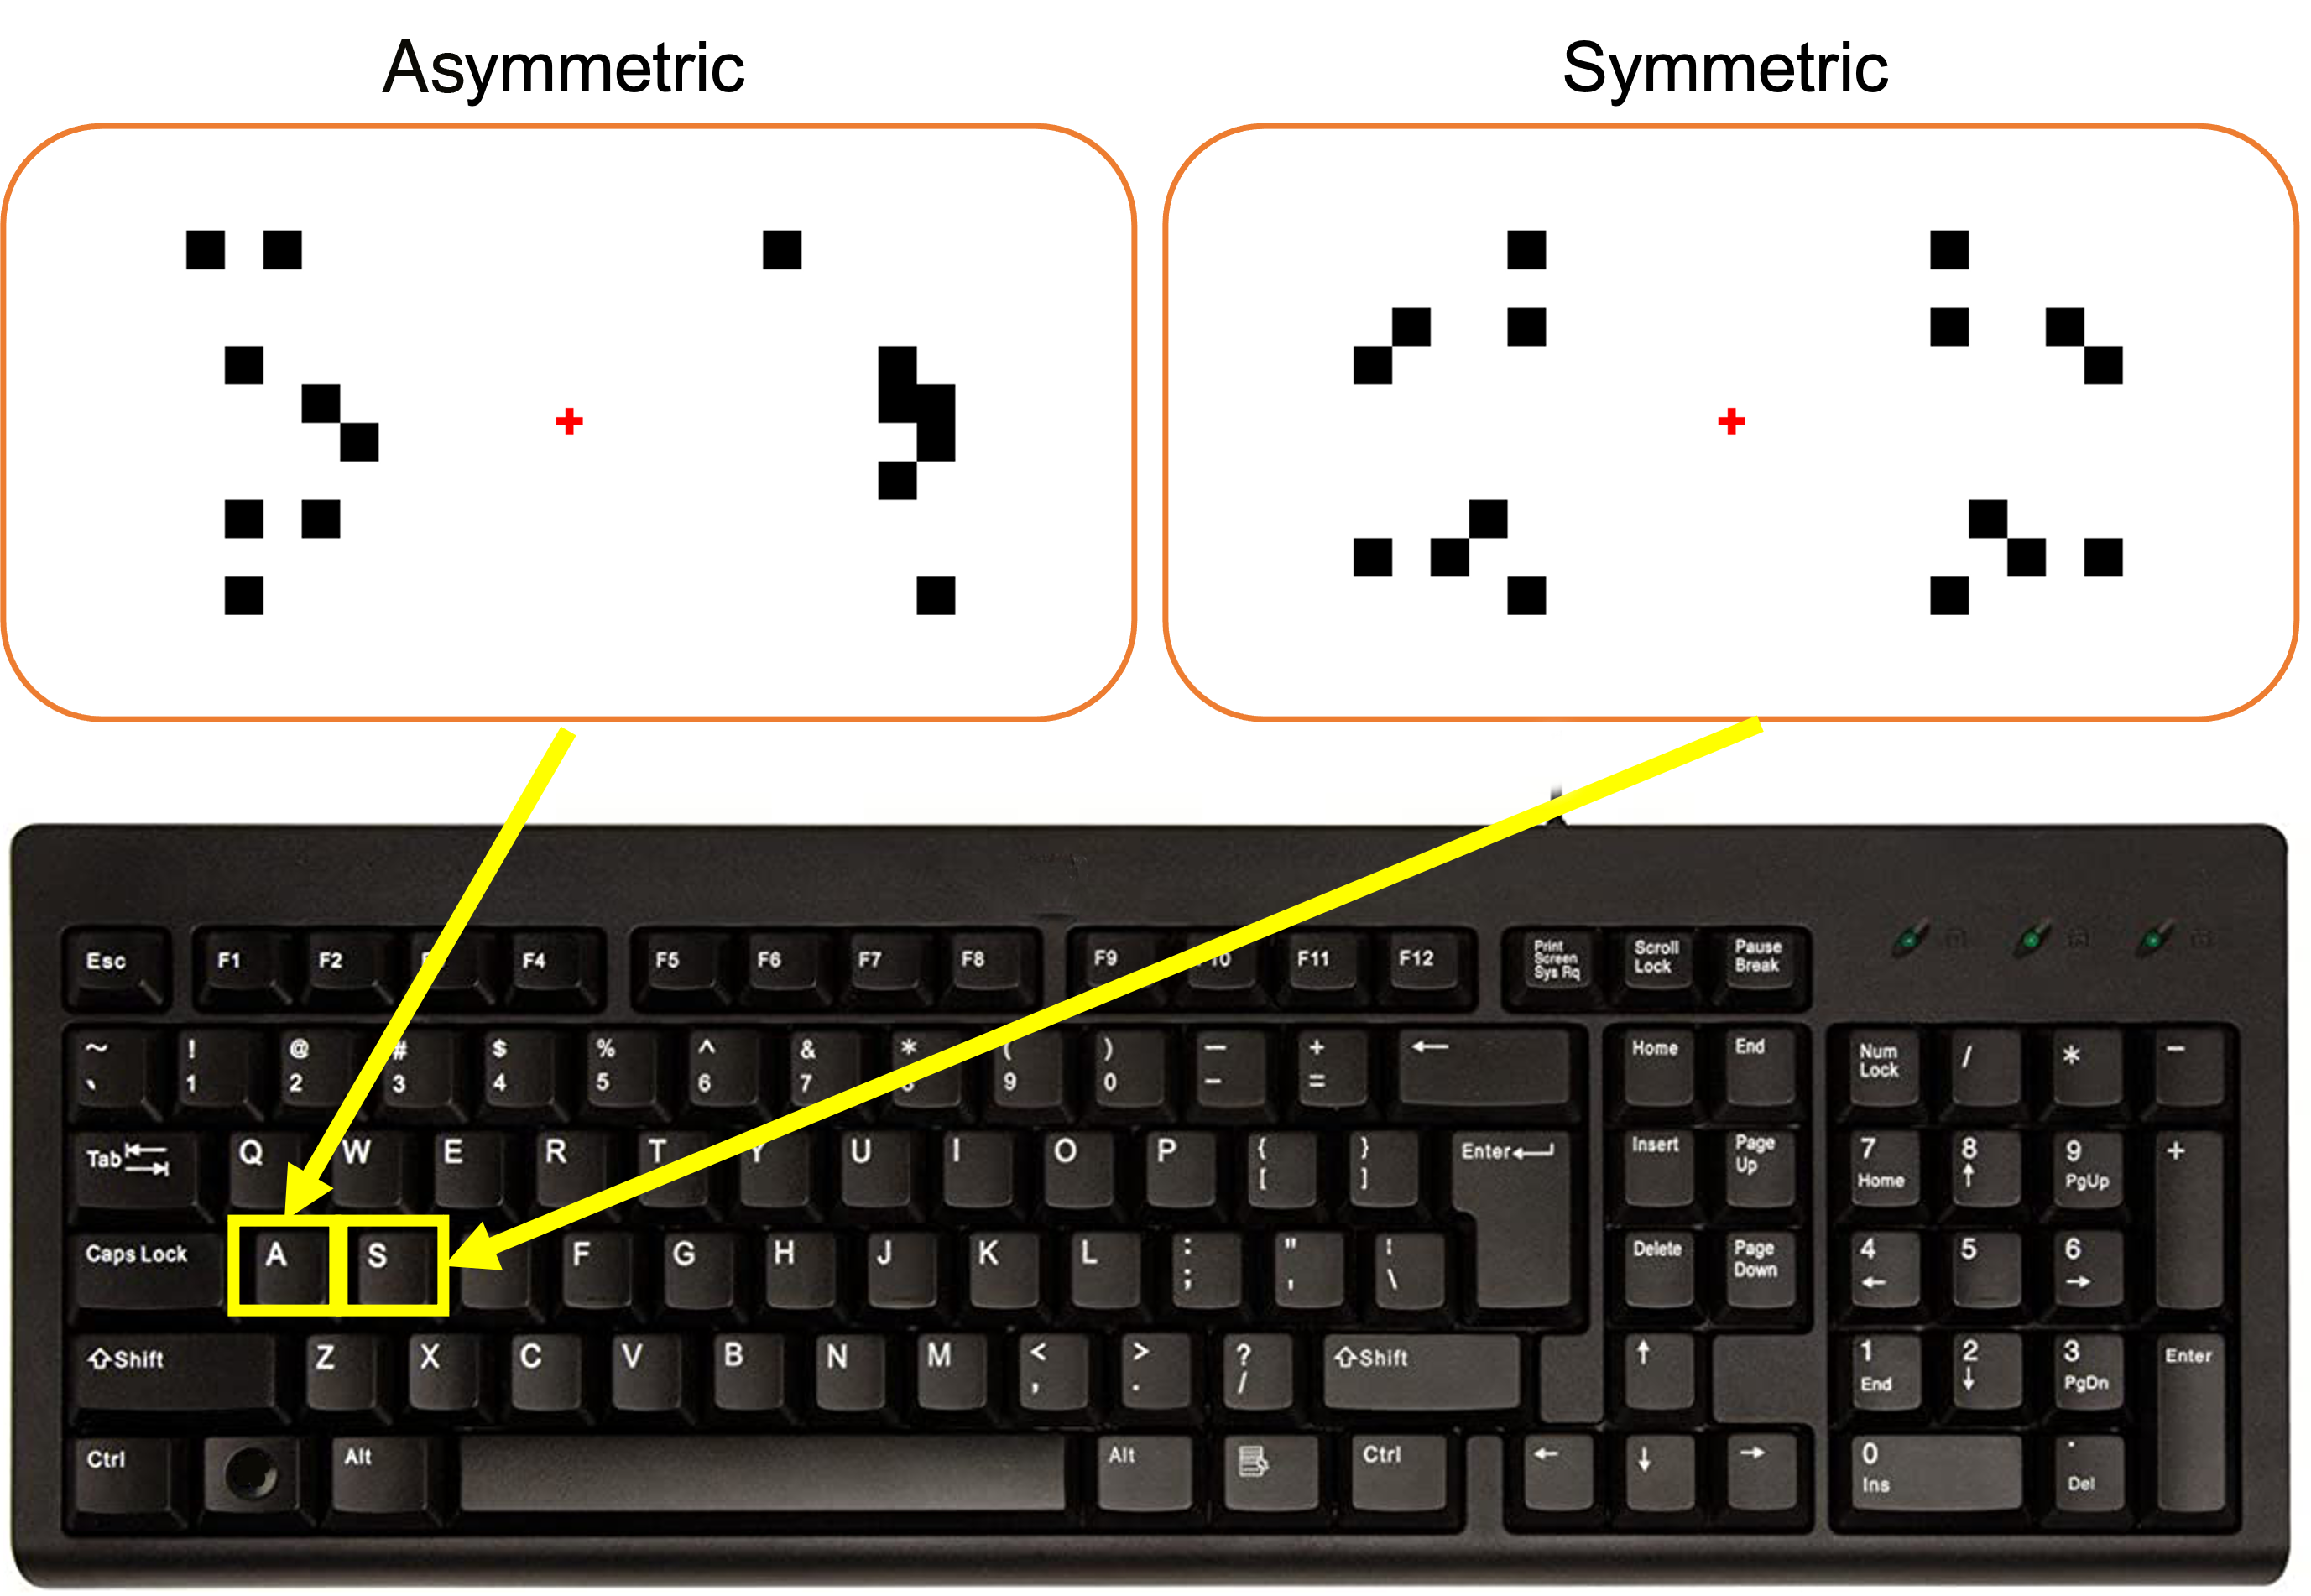 Asymmetric Symmetric
Esc F1 F2 F4 F5 F6 F7 F8 F9 F11 F12 Print Screen Sys Rq Scroll Lock Pause Break
~ ` ! 1 @ 2 # 3 $ 4 % 5 ^ 6 & 7 * ( 9 ) 0 — – + = ← Home End Num Lock / * −
Tab Q W E R T Y U I O P { [ } ] Enter Insert Page Up 7 Home 8 ↑ 9 PgUp +
Caps Lock A S F G H J K L : ; " ' ¦ \ Delete Page Down 4 ← 5 6 →
Shift Z X C V B N M < , > . ? / Shift ↑ 1 End 2 ↓ 3 PgDn Enter
Ctrl Alt Alt Ctrl ← ↓ → 0 Ins . Del